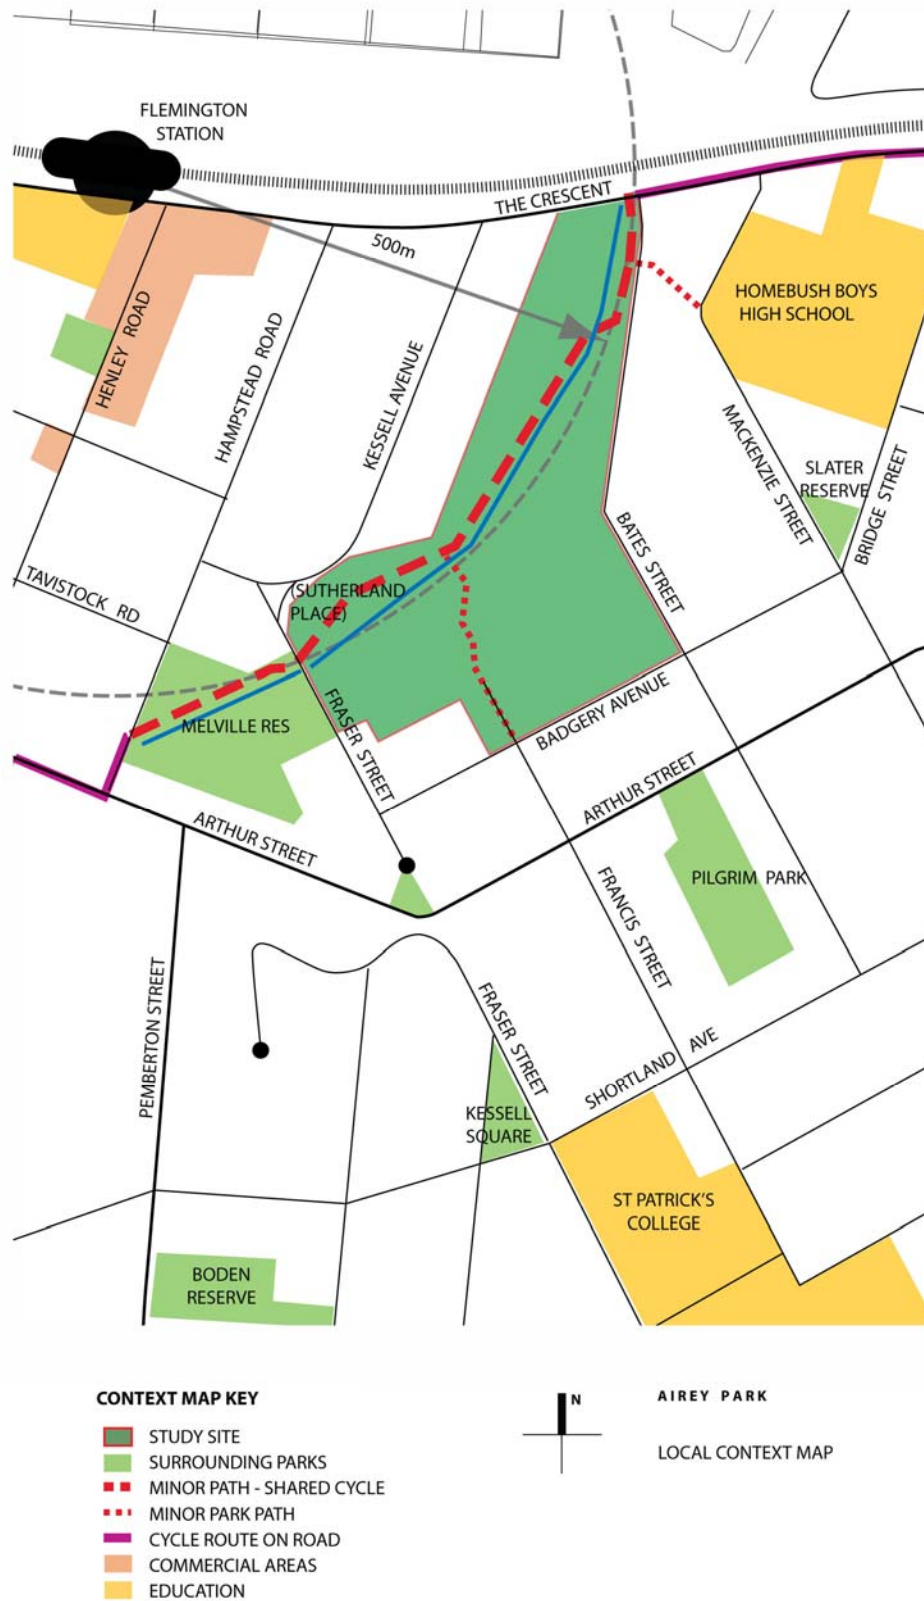 FLEMINGTON
STATION
THE CRESCENT
500m
HOMEBUSH BOYS
HIGH SCHOOL
HENLEY ROAD
HAMPSTEAD ROAD
KESSELL AVENUE
MACKENZIE STREET
SLATER
RESERVE
BRIDGE STREET
BATES STREET
TAVISTOCK RD
(SUTHERLAND
PLACE)
FRASER STREET
MELVILLE RES
BADGERY AVENUE
ARTHUR STREET
ARTHUR STREET
PILGRIM PARK
FRANCIS STREET
PEMBERTON STREET
FRASER STREET
SHORTLAND AVE
KESSELL
SQUARE
ST PATRICK'S
COLLEGE
BODEN
RESERVE
CONTEXT MAP KEY
STUDY SITE
SURROUNDING PARKS
MINOR PATH - SHARED CYCLE
MINOR PARK PATH
CYCLE ROUTE ON ROAD
COMMERCIAL AREAS
EDUCATION
N
AIREY PARK
LOCAL CONTEXT MAP